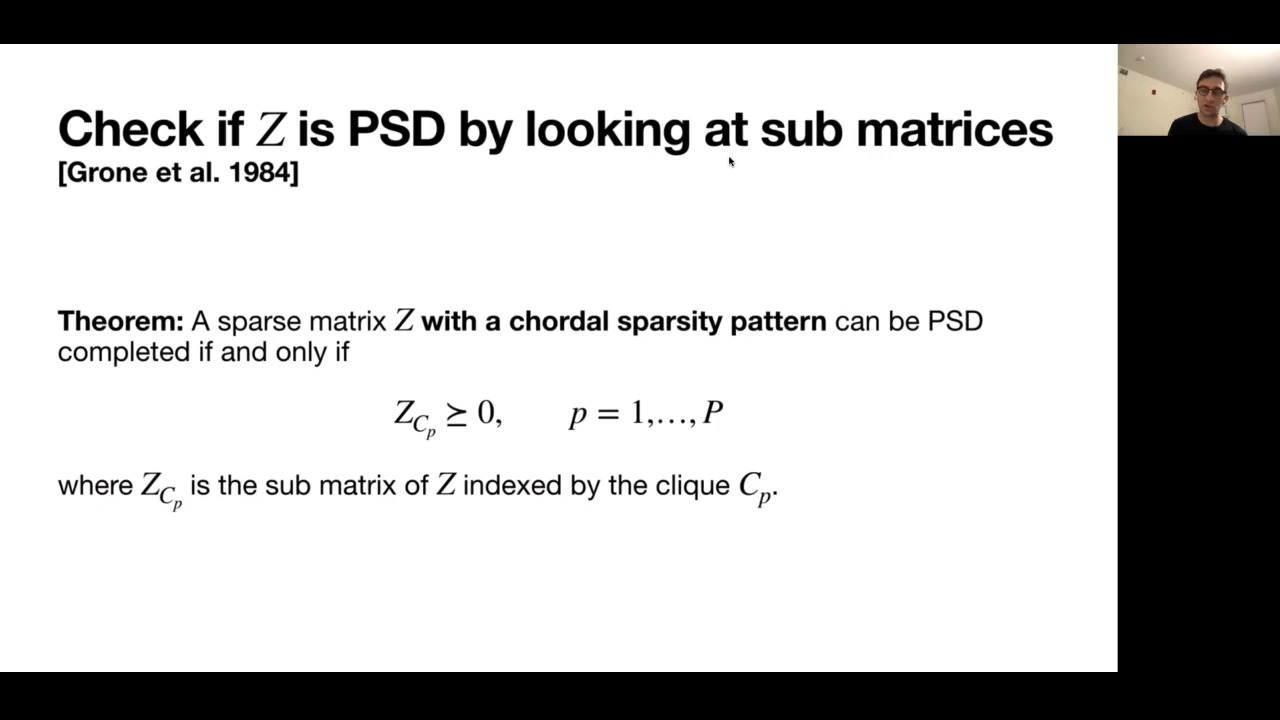 Check if Z is PSD by looking at sub matrices
[Grone et al. 1984]
Theorem: A sparse matrix Z with a chordal sparsity pattern can be PSD
completed if and only if
Z_{C_p} ⪰ 0, p = 1,…, P
where Z_{C_p} is the sub matrix of Z indexed by the clique C_p.